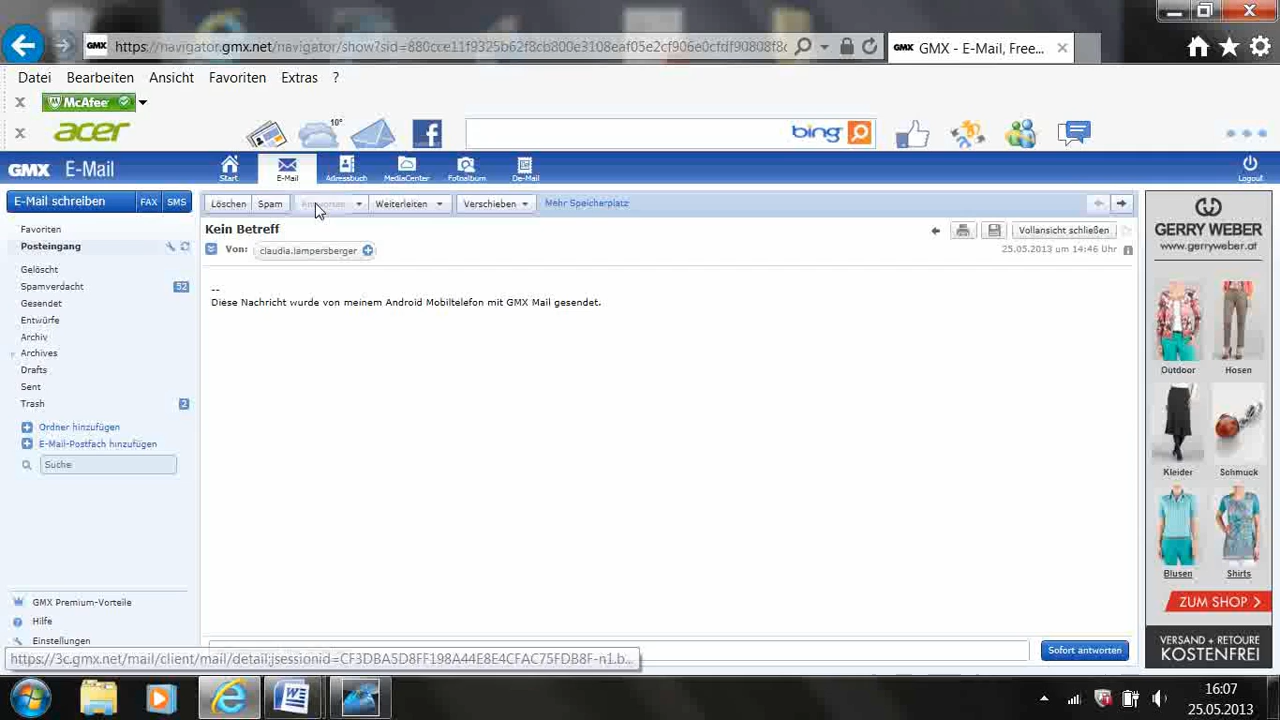 GMX https://navigator.gmx.net/navigator/show?sid=880cce11f9325b62f8cb800e3108eaf05e2cf906e0cfdf90808f8c
GMX GMX - E-Mail, Free...
Datei Bearbeiten Ansicht Favoriten Extras ?
McAfee
acer 10° bing
GMX E-Mail Start E-Mail Adressbuch MediaCenter Fotoalbum De-Mail Logout
E-Mail schreiben FAX SMS
Löschen Spam Weiterleiten Verschieben Mehr Speicherplatz
Favoriten
Posteingang
Gelöscht
Spamverdacht 52
Gesendet
Entwürfe
Archiv
Archives
Drafts
Sent
Trash 2
Ordner hinzufügen
E-Mail-Postfach hinzufügen
Suche
GMX Premium-Vorteile
Hilfe
Einstellungen
Kein Betreff
Vollansicht schließen
Von: claudia.lampersberger 25.05.2013 um 14:46 Uhr
--
Diese Nachricht wurde von meinem Android Mobiltelefon mit GMX Mail gesendet.
Sofort antworten
https://3c.gmx.net/mail/client/mail/detail;jsessionid=CF3DBA5D8FF198A44E8E4CFAC75FDB8F-n1.b...
GERRY WEBER
www.gerryweber.at
Outdoor Hosen
Kleider Schmuck
Blusen Shirts
ZUM SHOP
VERSAND + RETOURE
KOSTENFREI
16:07
25.05.2013